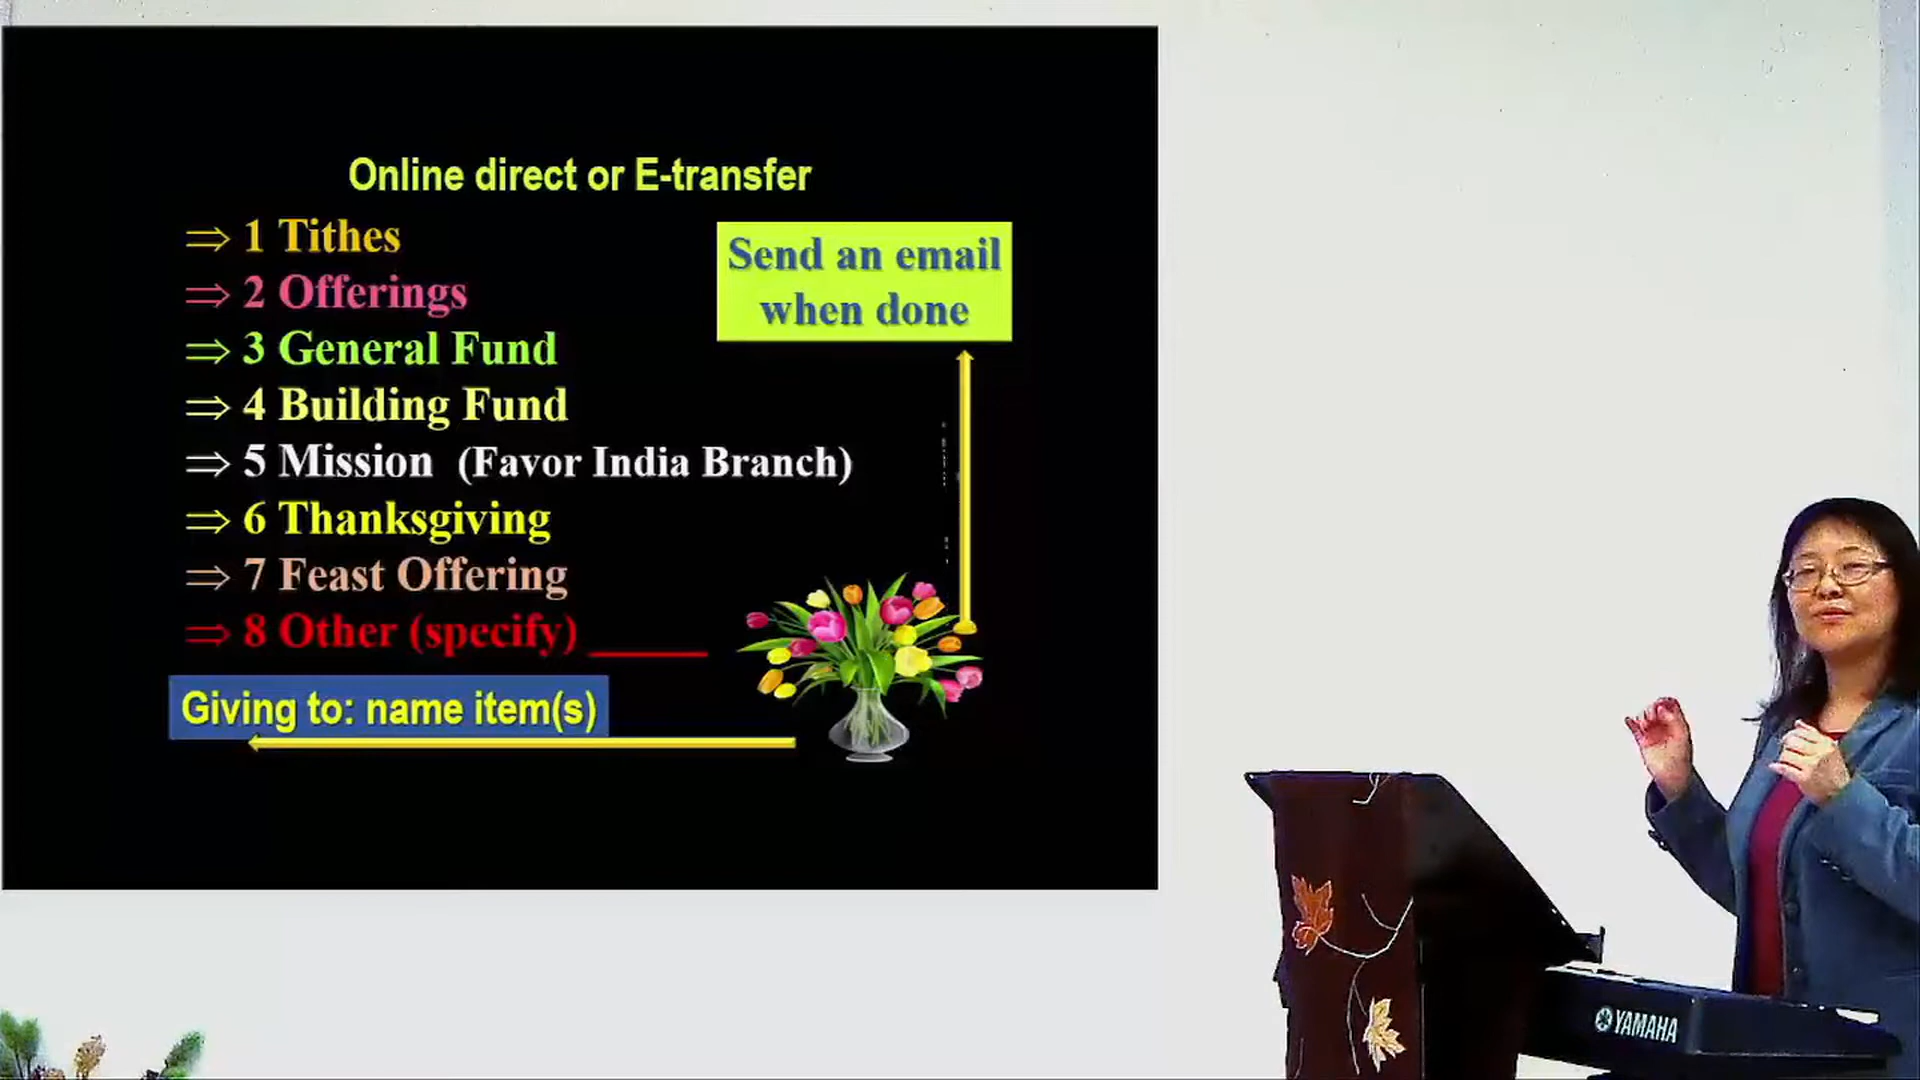 Online direct or E-transfer
⇒ 1 Tithes
⇒ 2 Offerings
⇒ 3 General Fund
⇒ 4 Building Fund
⇒ 5 Mission (Favor India Branch)
⇒ 6 Thanksgiving
⇒ 7 Feast Offering
⇒ 8 Other (specify) ______
Send an email
when done
Giving to: name item(s)
YAMAHA